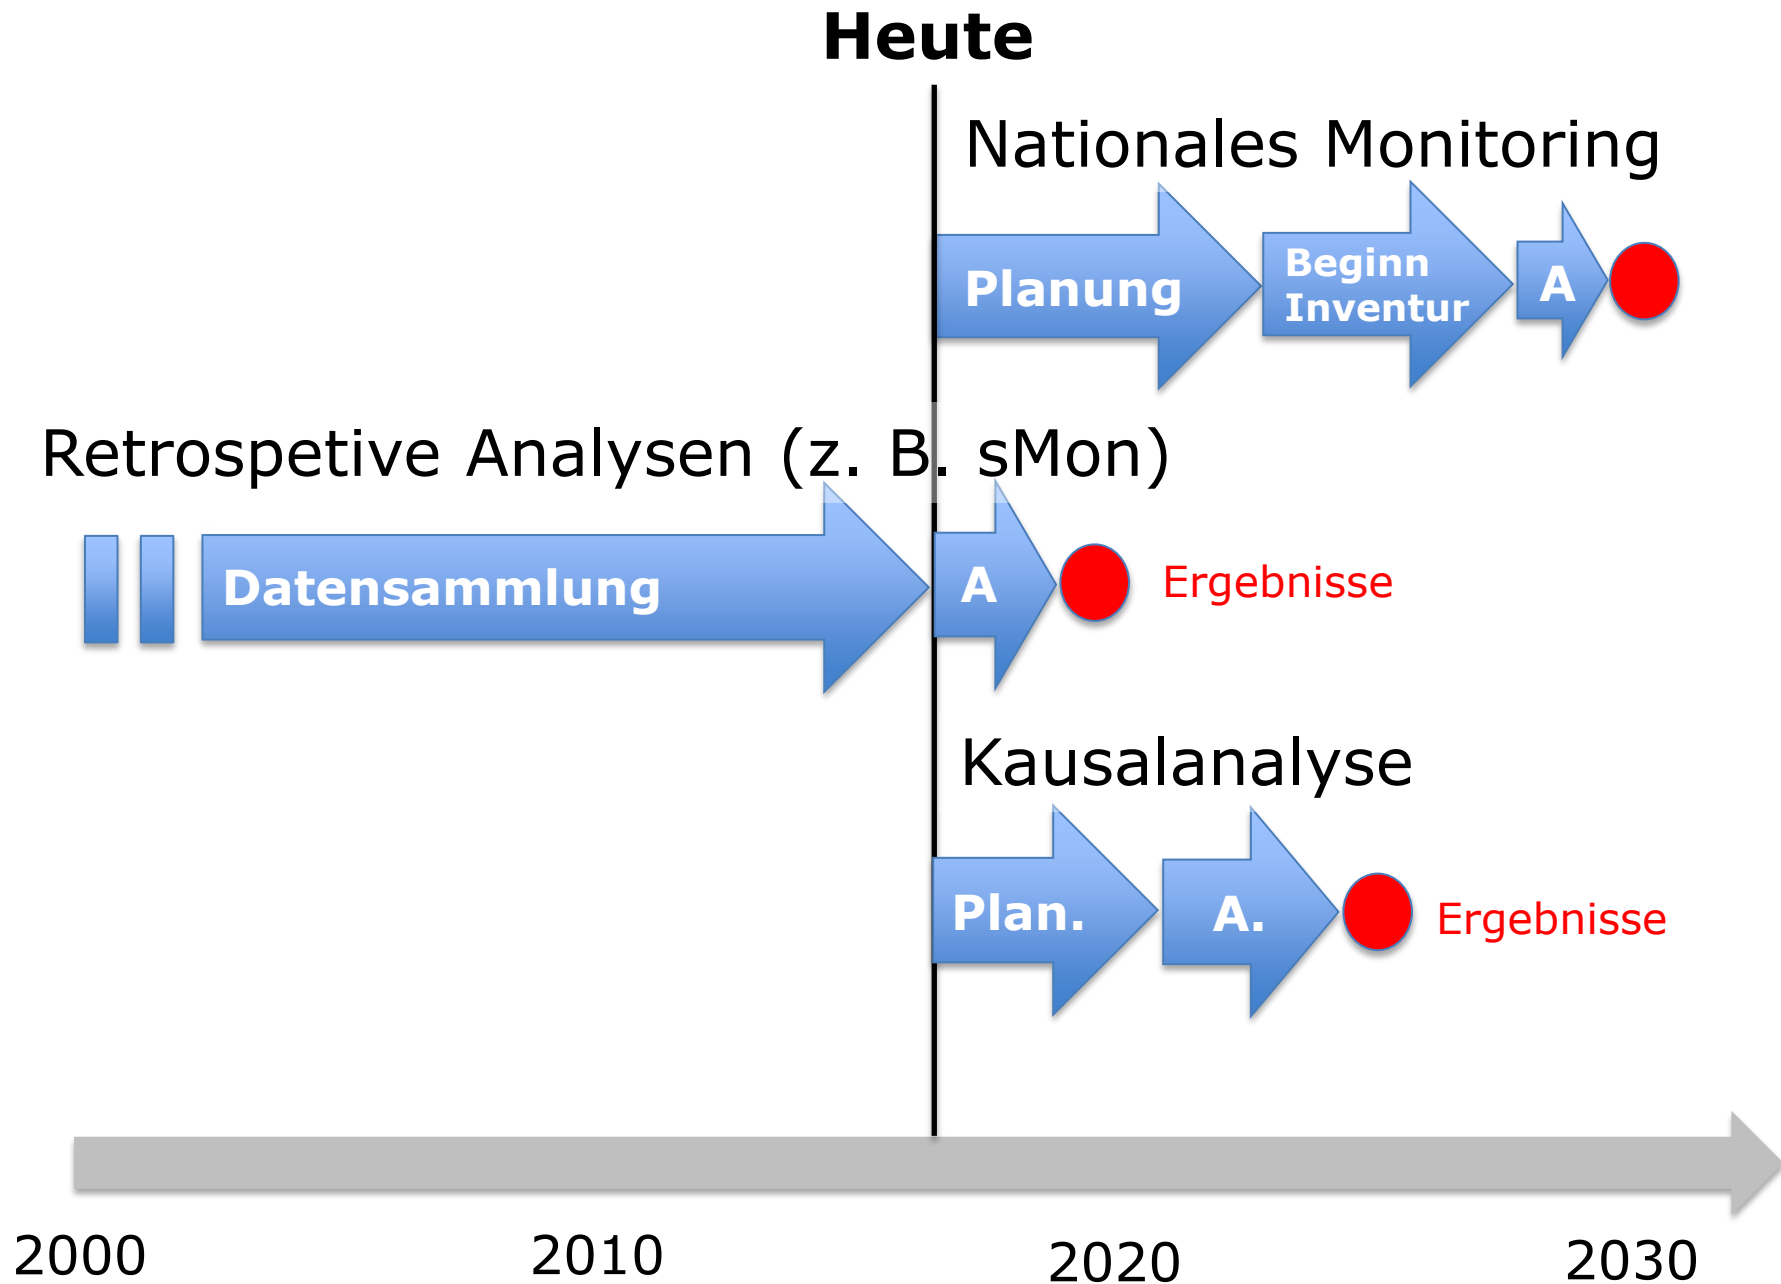 Heute
Nationales Monitoring
Planung
Beginn
Inventur
A
Retrospetive Analysen (z. B. sMon)
Datensammlung
A
Ergebnisse
Kausalanalyse
Plan.
A.
Ergebnisse
2000
2010
2020
2030